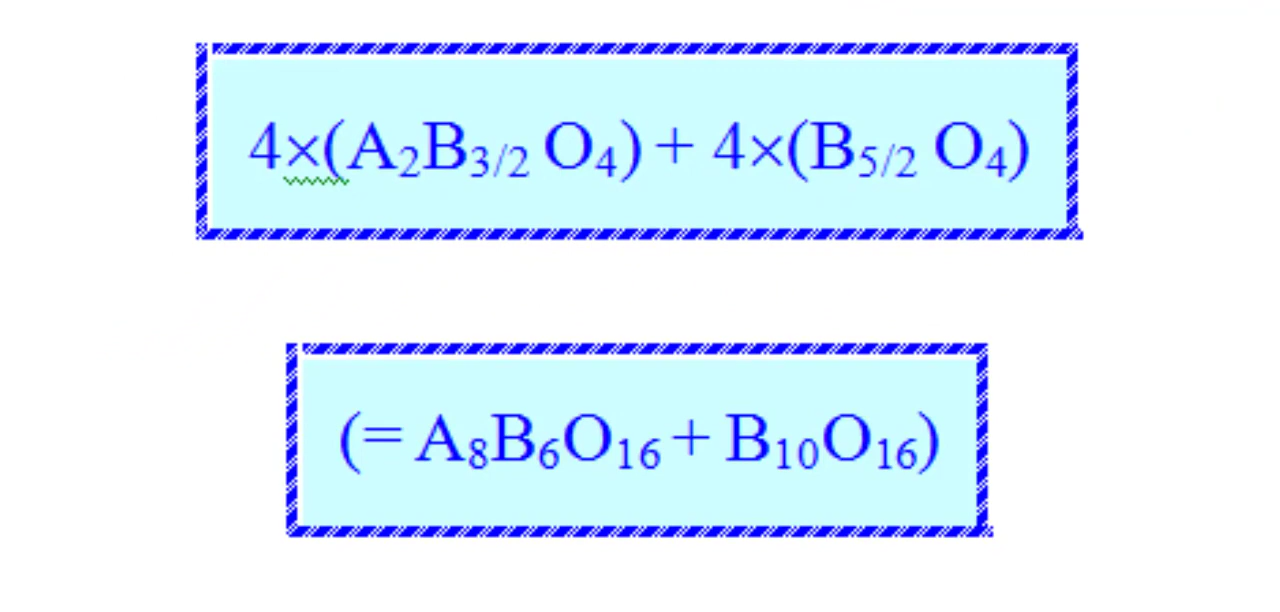 4×(A₂B₃/₂ O₄) + 4×(B₅/₂ O₄)
(= A₈B₆O₁₆ + B₁₀O₁₆)